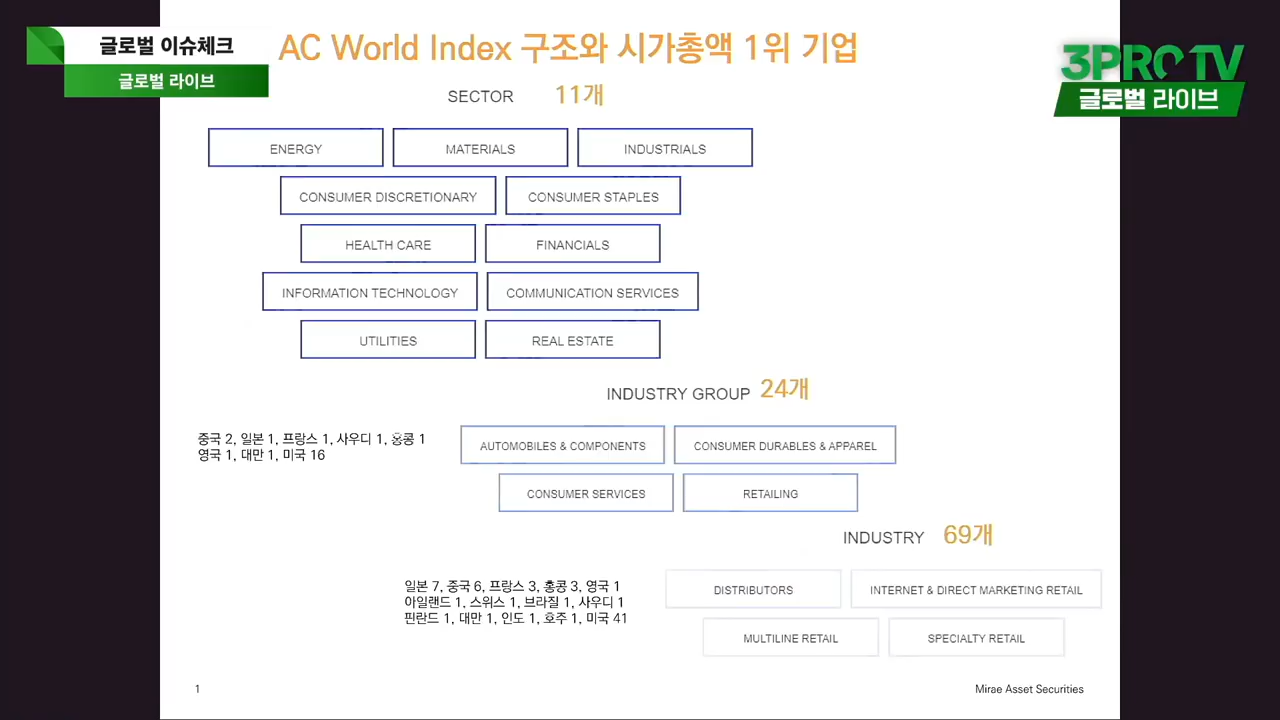 글로벌 이슈체크
글로벌 라이브
AC World Index 구조와 시가총액 1위 기업
3PRO TV
글로벌 라이브
SECTOR 11개
ENERGY MATERIALS INDUSTRIALS
CONSUMER DISCRETIONARY CONSUMER STAPLES
HEALTH CARE FINANCIALS
INFORMATION TECHNOLOGY COMMUNICATION SERVICES
UTILITIES REAL ESTATE
INDUSTRY GROUP 24개
중국 2, 일본 1, 프랑스 1, 사우디 1, 홍콩 1
영국 1, 대만 1, 미국 16
AUTOMOBILES & COMPONENTS CONSUMER DURABLES & APPAREL
CONSUMER SERVICES RETAILING
INDUSTRY 69개
일본 7, 중국 6, 프랑스 3, 홍콩 3, 영국 1
아일랜드 1, 스위스 1, 브라질 1, 사우디 1
핀란드 1, 대만 1, 인도 1, 호주 1, 미국 41
DISTRIBUTORS INTERNET & DIRECT MARKETING RETAIL
MULTILINE RETAIL SPECIALTY RETAIL
1
Mirae Asset Securities